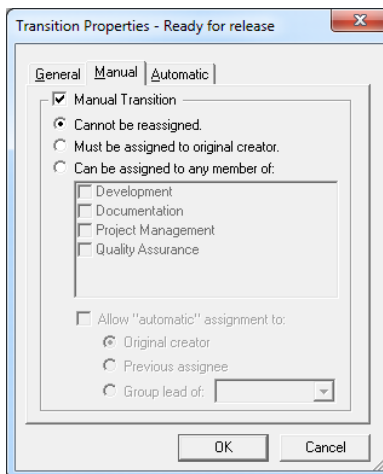 Transition Properties - Ready for release
General Manual Automatic
Manual Transition
Cannot be reassigned.
Must be assigned to original creator.
Can be assigned to any member of:
Development
Documentation
Project Management
Quality Assurance
Allow "automatic" assignment to:
Original creator
Previous assignee
Group lead of:
OK Cancel